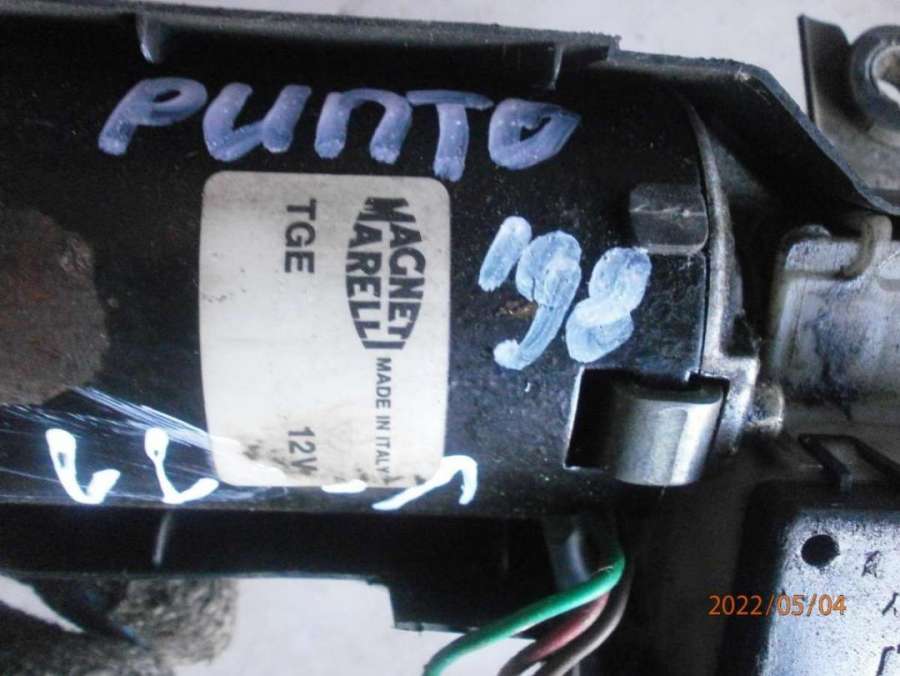 PUNTO
'98
MAGNETI
MARELLI
MADE IN ITALY
TGE 12V
2022/05/04